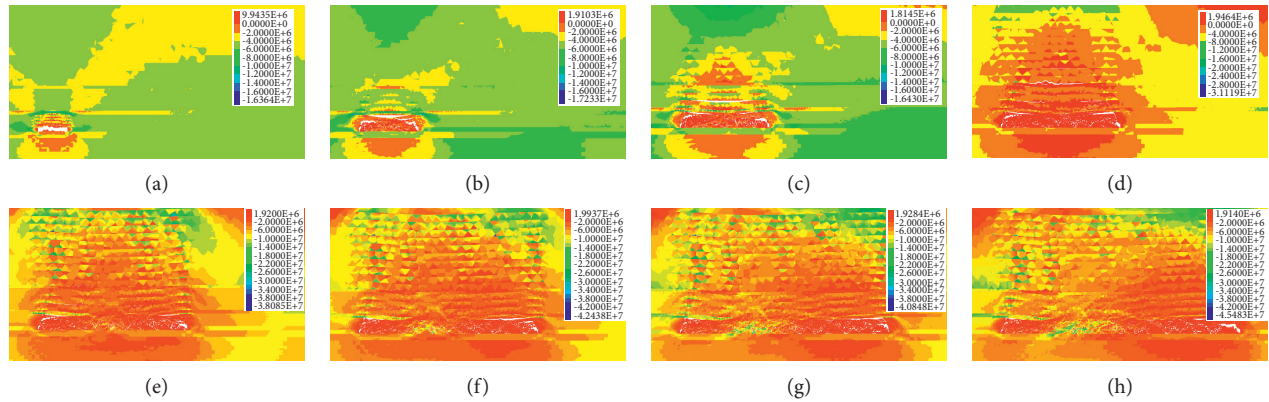 9.9435E+6
0.0000E+0
-2.0000E+6
-4.0000E+6
-6.0000E+6
-8.0000E+6
-1.0000E+7
-1.2000E+7
-1.4000E+7
-1.6000E+7
-1.6364E+7
1.9103E+6
0.0000E+0
-2.0000E+6
-4.0000E+6
-6.0000E+6
-8.0000E+6
-1.0000E+7
-1.2000E+7
-1.4000E+7
-1.6000E+7
-1.7233E+7
1.8145E+6
0.0000E+0
-2.0000E+6
-4.0000E+6
-6.0000E+6
-8.0000E+6
-1.0000E+7
-1.2000E+7
-1.4000E+7
-1.6000E+7
-1.6430E+7
1.9464E+6
0.0000E+0
-4.0000E+6
-8.0000E+6
-1.2000E+7
-1.6000E+7
-2.0000E+7
-2.4000E+7
-2.8000E+7
-3.1119E+7
(a)
(b)
(c)
(d)
1.9200E+6
-2.0000E+6
-6.0000E+6
-1.0000E+7
-1.4000E+7
-1.8000E+7
-2.2000E+7
-2.6000E+7
-3.0000E+7
-3.4000E+7
-3.8000E+7
-3.8085E+7
1.9937E+6
-2.0000E+6
-6.0000E+6
-1.0000E+7
-1.4000E+7
-1.8000E+7
-2.2000E+7
-2.6000E+7
-3.0000E+7
-3.4000E+7
-3.8000E+7
-4.2000E+7
-4.2438E+7
1.9284E+6
-2.0000E+6
-6.0000E+6
-1.0000E+7
-1.4000E+7
-1.8000E+7
-2.2000E+7
-2.6000E+7
-3.0000E+7
-3.4000E+7
-3.8000E+7
-4.0848E+7
1.9140E+6
-2.0000E+6
-6.0000E+6
-1.0000E+7
-1.4000E+7
-1.8000E+7
-2.2000E+7
-2.6000E+7
-3.0000E+7
-3.4000E+7
-3.8000E+7
-4.2000E+7
-4.5483E+7
(e)
(f)
(g)
(h)